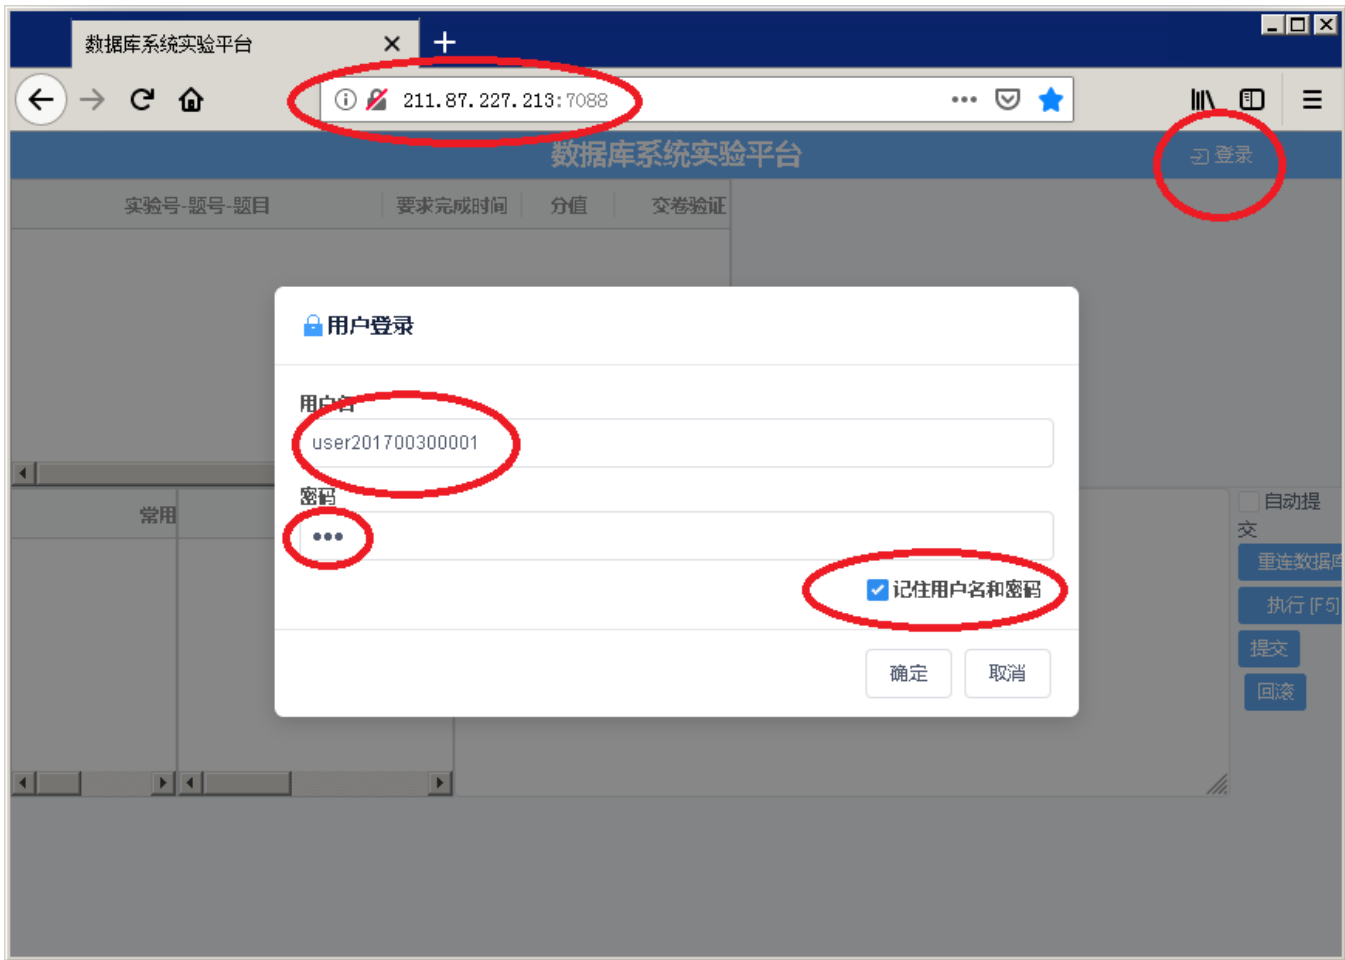 数据库系统实验平台
211.87.227.213:7088
数据库系统实验平台
登录
实验号-题号-题目 要求完成时间 分值 交卷验证
用户登录
用户名
user201700300001
密码
•••
记住用户名和密码
确定 取消
常用
自动提
交
重连数据库
执行 [F5]
提交
回滚